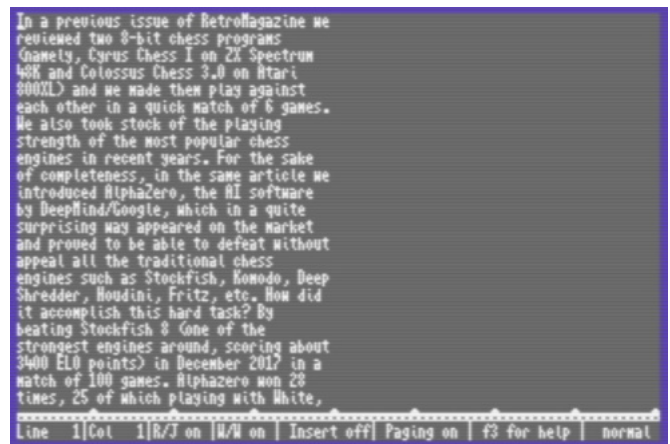 In a previous issue of RetroMagazine we
reviewed two 8-bit chess programs
(namely, Cyrus Chess I on ZX Spectrum
48K and Colossus Chess 3.0 on Atari
800XL) and we made them play against
each other in a quick match of 6 games.
We also took stock of the playing
strength of the most popular chess
engines in recent years. For the sake
of completeness, in the same article we
introduced AlphaZero, the AI software
by DeepMind/Google, which in a quite
surprising way appeared on the market
and proved to be able to defeat without
appeal all the traditional chess
engines such as Stockfish, Komodo, Deep
Shredder, Houdini, Fritz, etc. How did
it accomplish this hard task? By
beating Stockfish 8 (one of the
strongest engines around, scoring about
3400 ELO points) in December 2017 in a
match of 100 games. Alphazero won 28
times, 25 of which playing with White,
Line 1|Col 1|R/J on |W/W on | Insert off| Paging on | f3 for help | normal